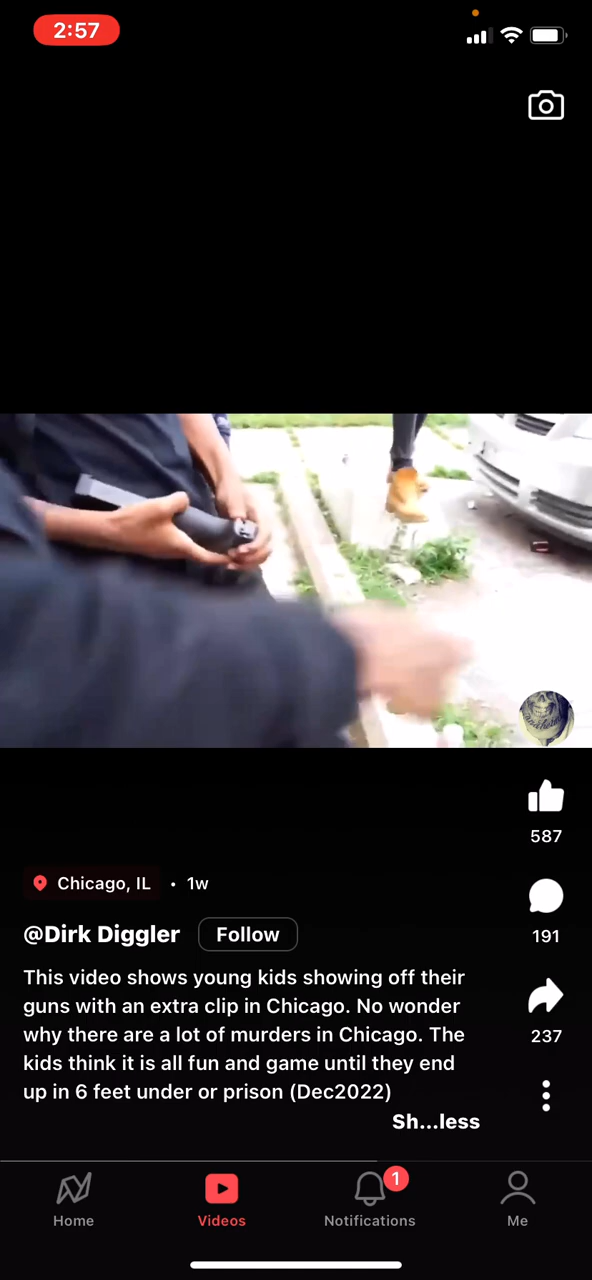 2:57
Chicago, IL • 1w
@Dirk Diggler Follow
This video shows young kids showing off their
guns with an extra clip in Chicago. No wonder
why there are a lot of murders in Chicago. The
kids think it is all fun and game until they end
up in 6 feet under or prison (Dec2022)
Sh...less
587
191
237
1
Home Videos Notifications Me